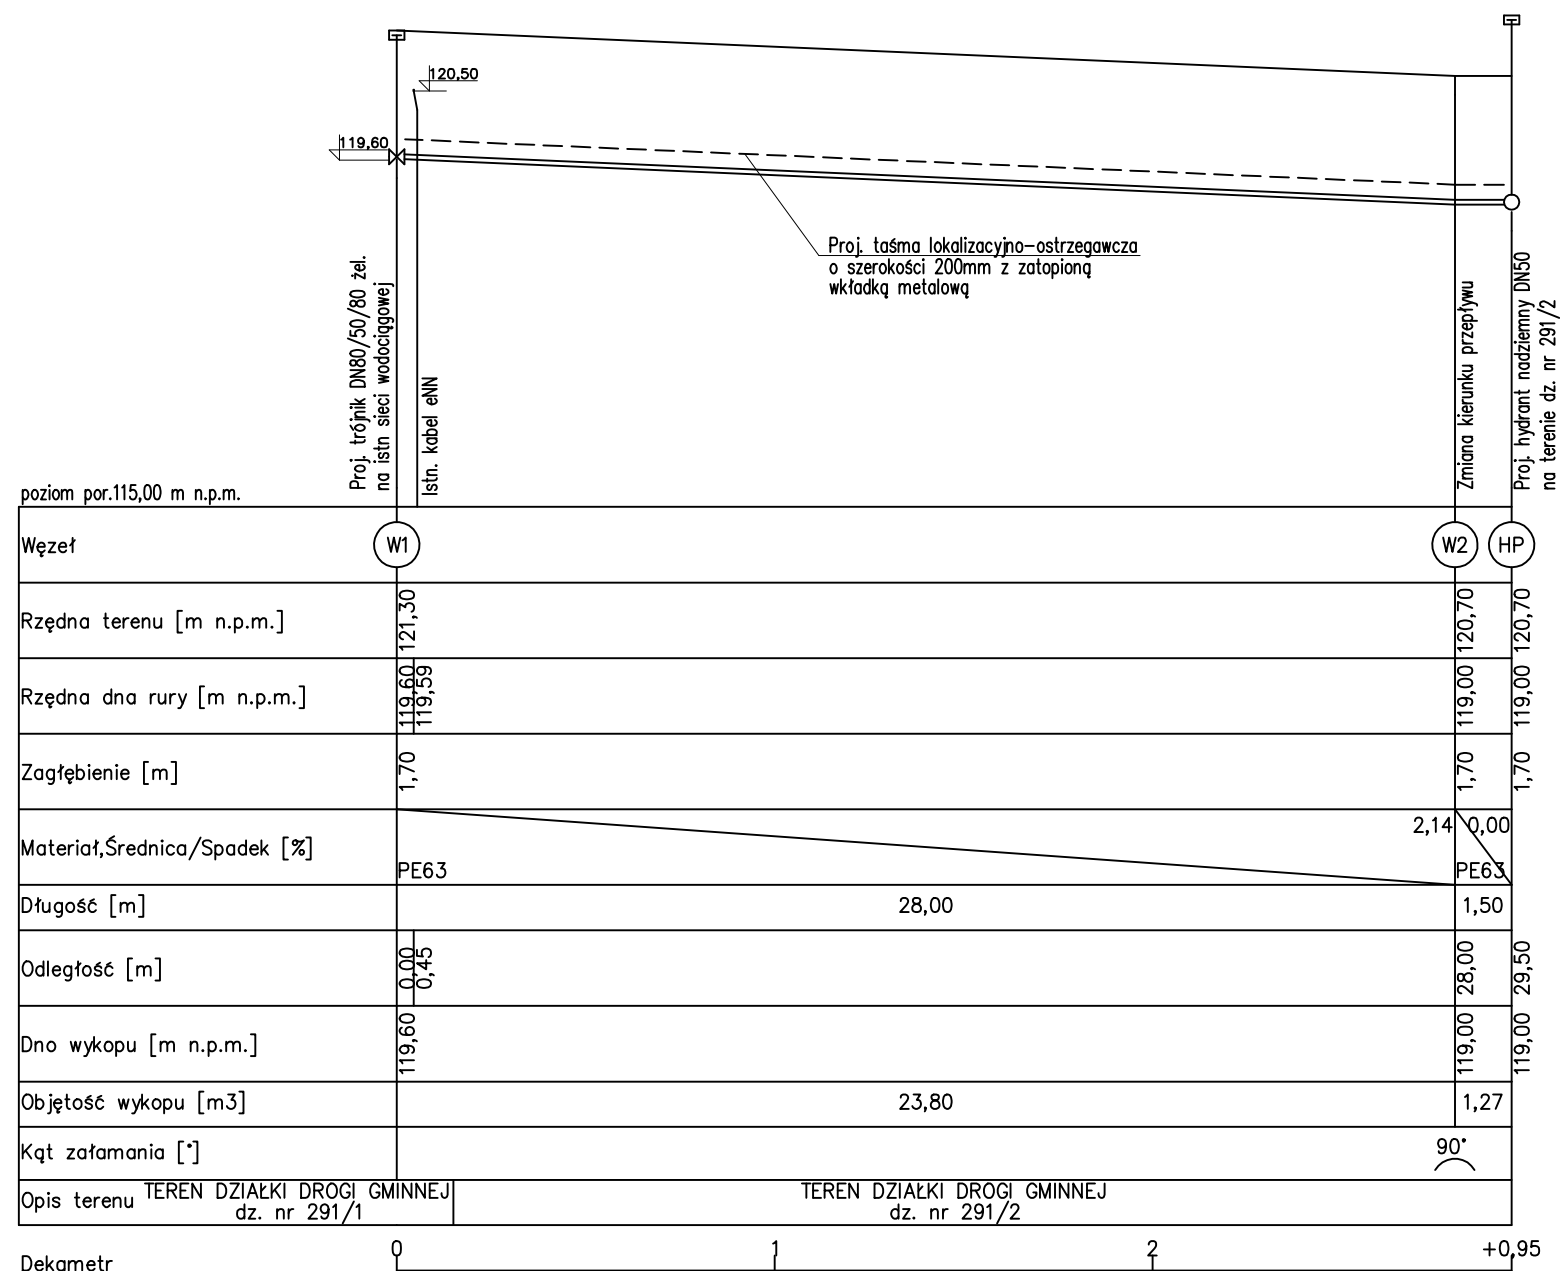 120,50
119,60
Proj. taśma lokalizacyjno-ostrzegawcza
o szerokości 200mm z zatopioną
wkładką metalową
Proj. trójnik DN80/50/80 żel.
na istn sieci wodociągowej
Istn. kabel eNN
Zmiana kierunku przepływu
Proj. hydrant nadziemny DN50
na terenie dz. nr 291/2
poziom por.115,00 m n.p.m.
Węzeł W1 W2 HP
Rzędna terenu [m n.p.m.] 121,30 120,70 120,70
Rzędna dna rury [m n.p.m.] 119,60 119,59 119,00 119,00
Zagłębienie [m] 1,70 1,70 1,70
Materiał,Średnica/Spadek [%] PE63 2,14 PE63 0,00
Długość [m] 28,00 1,50
Odległość [m] 0,00 0,45 28,00 29,50
Dno wykopu [m n.p.m.] 119,60 119,00 119,00
Objętość wykopu [m3] 23,80 1,27
Kąt załamania [°] 90°
Opis terenu
TEREN DZIAŁKI DROGI GMINNEJ
dz. nr 291/1
TEREN DZIAŁKI DROGI GMINNEJ
dz. nr 291/2
Dekametr 0 1 2 +0,95